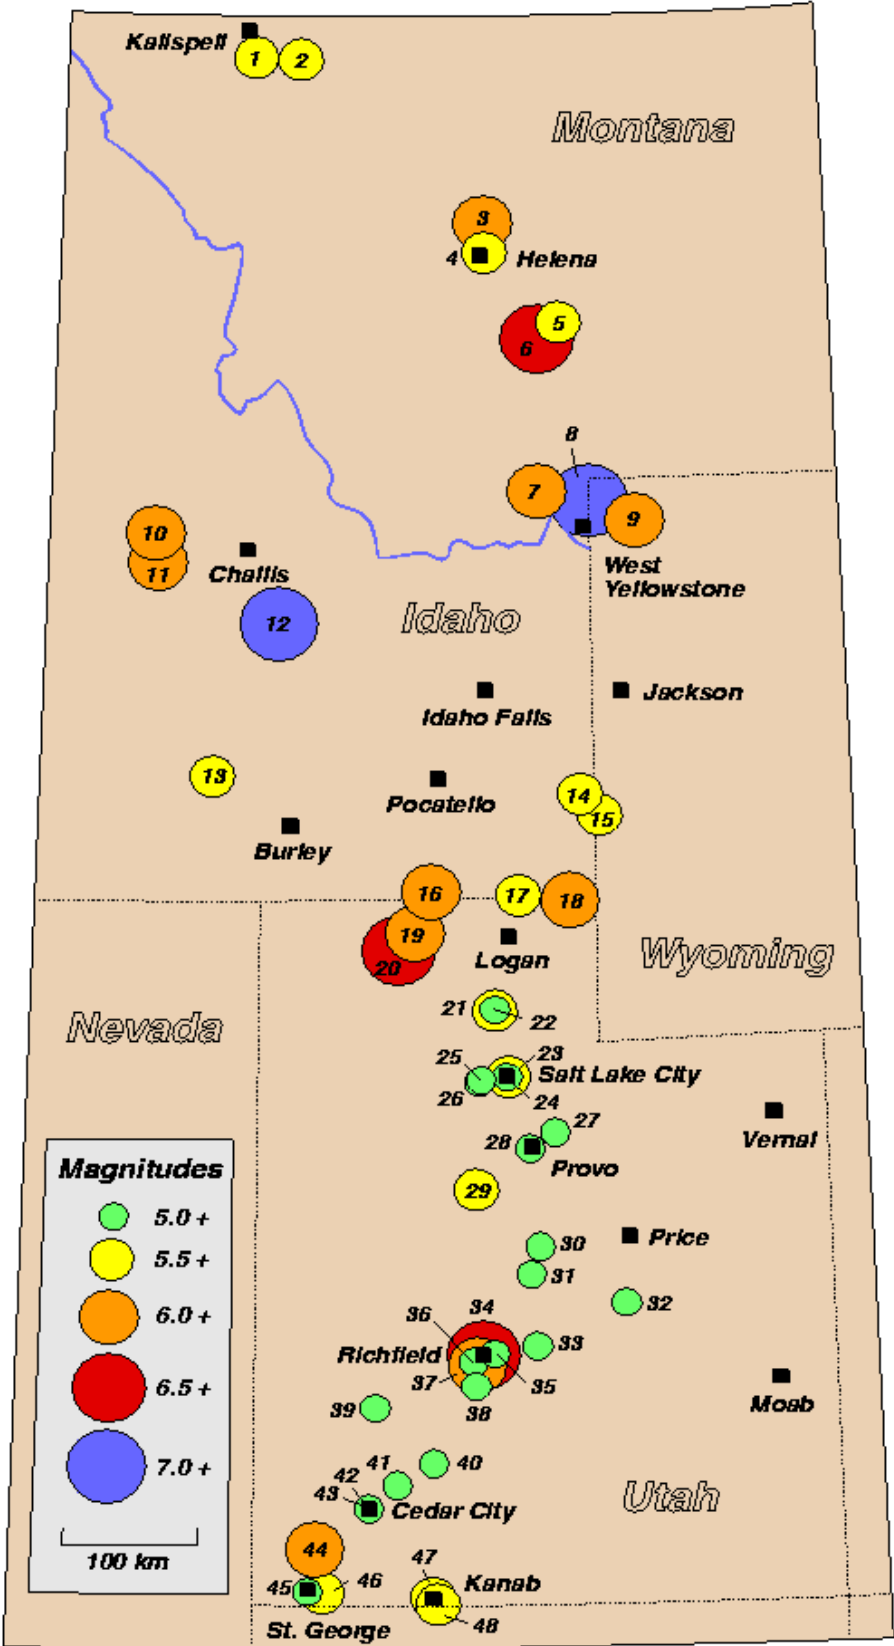 Kalispell
1
2
Montana
3
4
Helena
5
6
8
7
9
10
11
Challis
West
Yellowstone
12
Idaho
Jackson
Idaho Falls
13
14
Pocatello
15
Burley
16
17
18
19
20
Logan
Wyoming
21
22
Nevada
25
23
Salt Lake City
26
24
27
28
Vernal
Provo
Magnitudes
5.0 +
5.5 +
6.0 +
6.5 +
7.0 +
100 km
29
30
Price
31
32
36
34
33
Richfield
37
35
38
Moab
39
41
40
42
43
Cedar City
Utah
44
47
45
46
Kanab
48
St. George